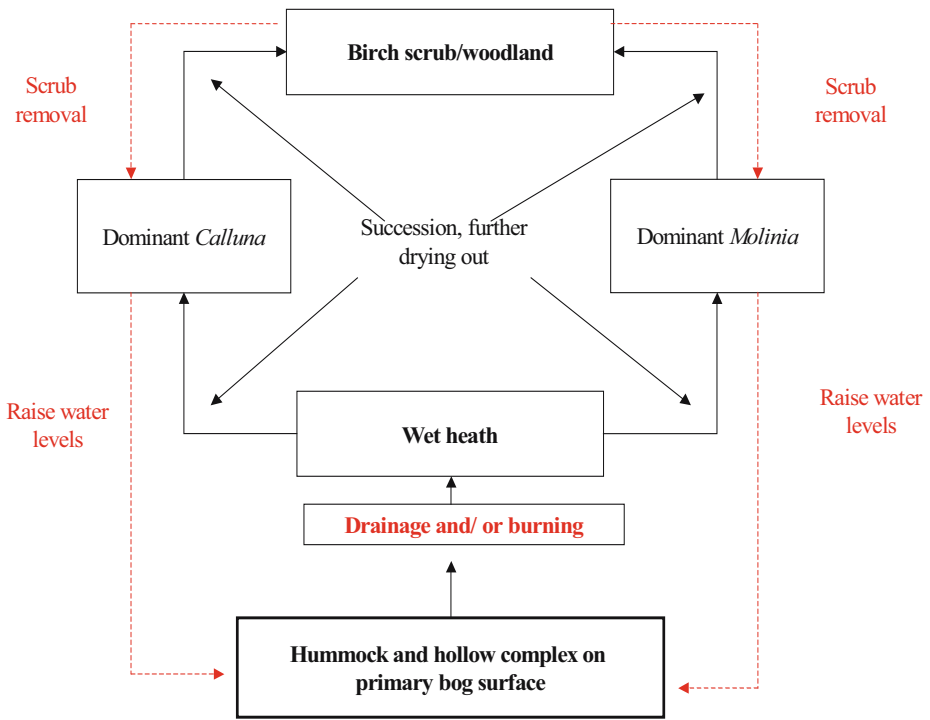 Birch scrub/woodland
Scrub
removal
Scrub
removal
Dominant Calluna
Succession, further
drying out
Dominant Molinia
Raise water
levels
Raise water
levels
Wet heath
Drainage and/ or burning
Hummock and hollow complex on
primary bog surface